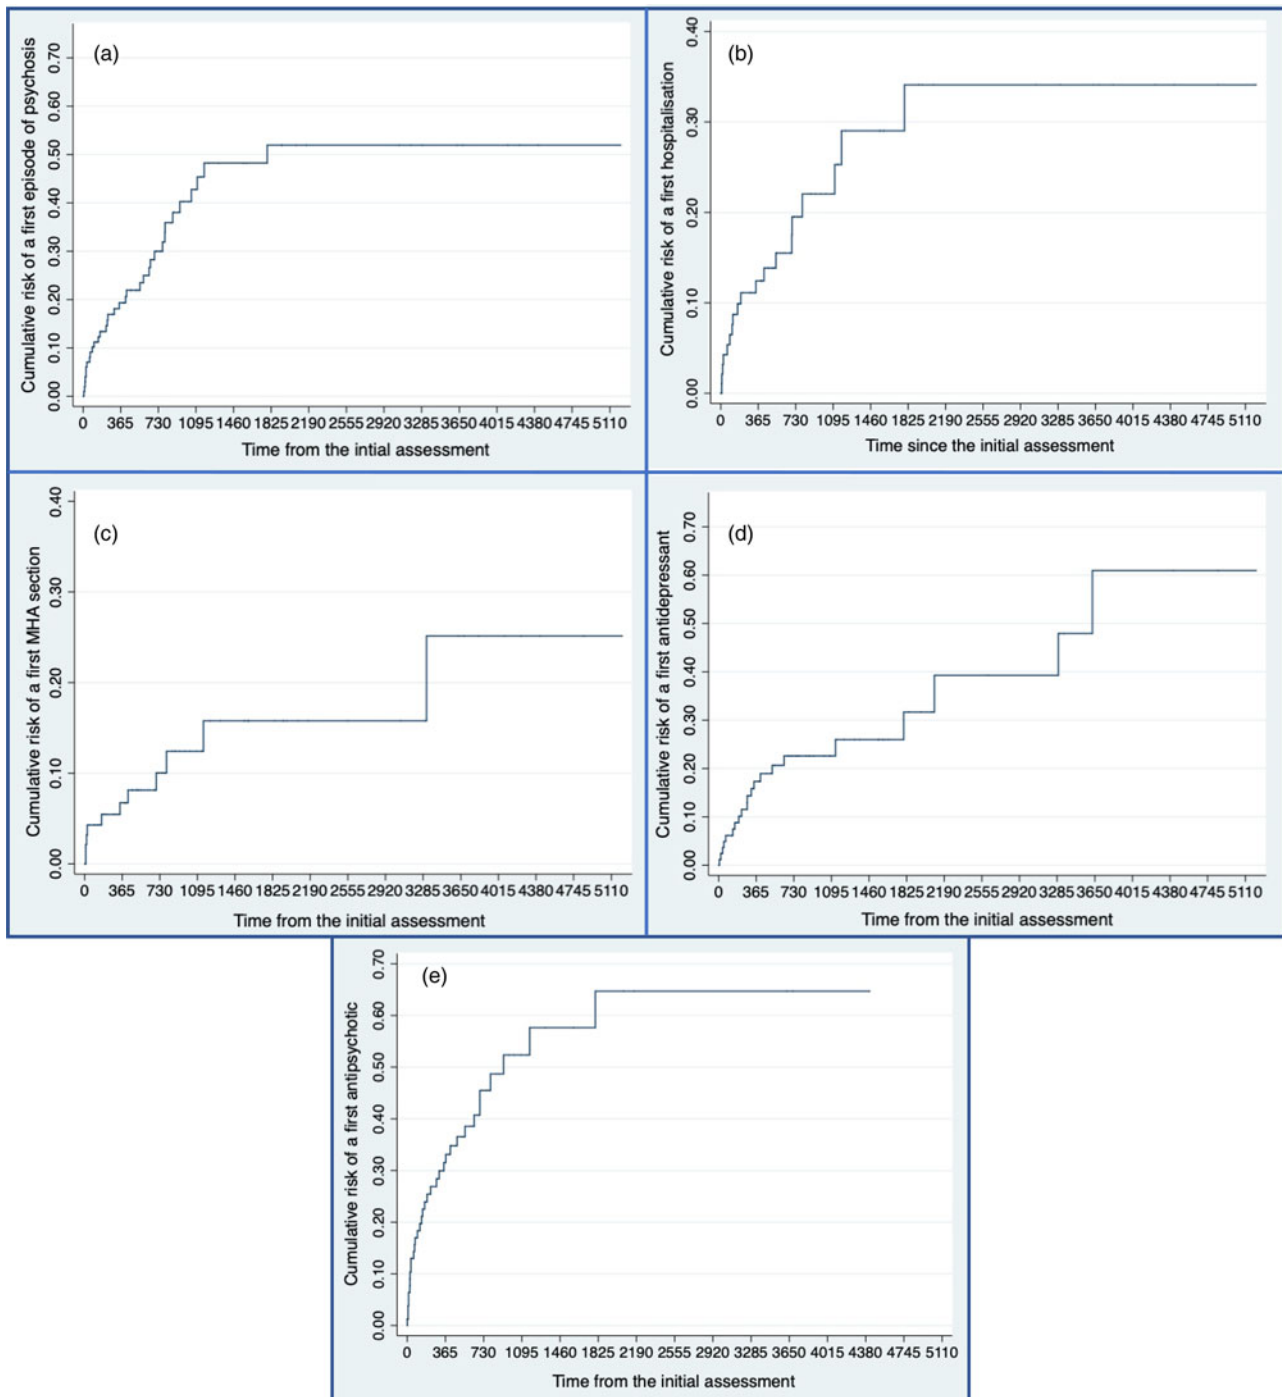 (a)
Cumulative risk of a first episode of psychosis
0.70
0.60
0.50
0.40
0.30
0.20
0.10
0.00
0 365 730 1095 1460 1825 2190 2555 2920 3285 3650 4015 4380 4745 5110
Time from the intial assessment
(b)
Cumulative risk of a first hospitalisation
0.40
0.30
0.20
0.10
0.00
0 365 730 1095 1460 1825 2190 2555 2920 3285 3650 4015 4380 4745 5110
Time since the initial assessment
(c)
Cumulative risk of a first MHA section
0.40
0.30
0.20
0.10
0.00
0 365 730 1095 1460 1825 2190 2555 2920 3285 3650 4015 4380 4745 5110
Time from the initial assessment
(d)
Cumulative risk of a first antidepressant
0.70
0.60
0.50
0.40
0.30
0.20
0.10
0.00
0 365 730 1095 1460 1825 2190 2555 2920 3285 3650 4015 4380 4745 5110
Time from the initial assessment
(e)
Cumulative risk of a first antipsychotic
0.70
0.60
0.50
0.40
0.30
0.20
0.10
0.00
0 365 730 1095 1460 1825 2190 2555 2920 3285 3650 4015 4380 4745 5110
Time from the initial assessment